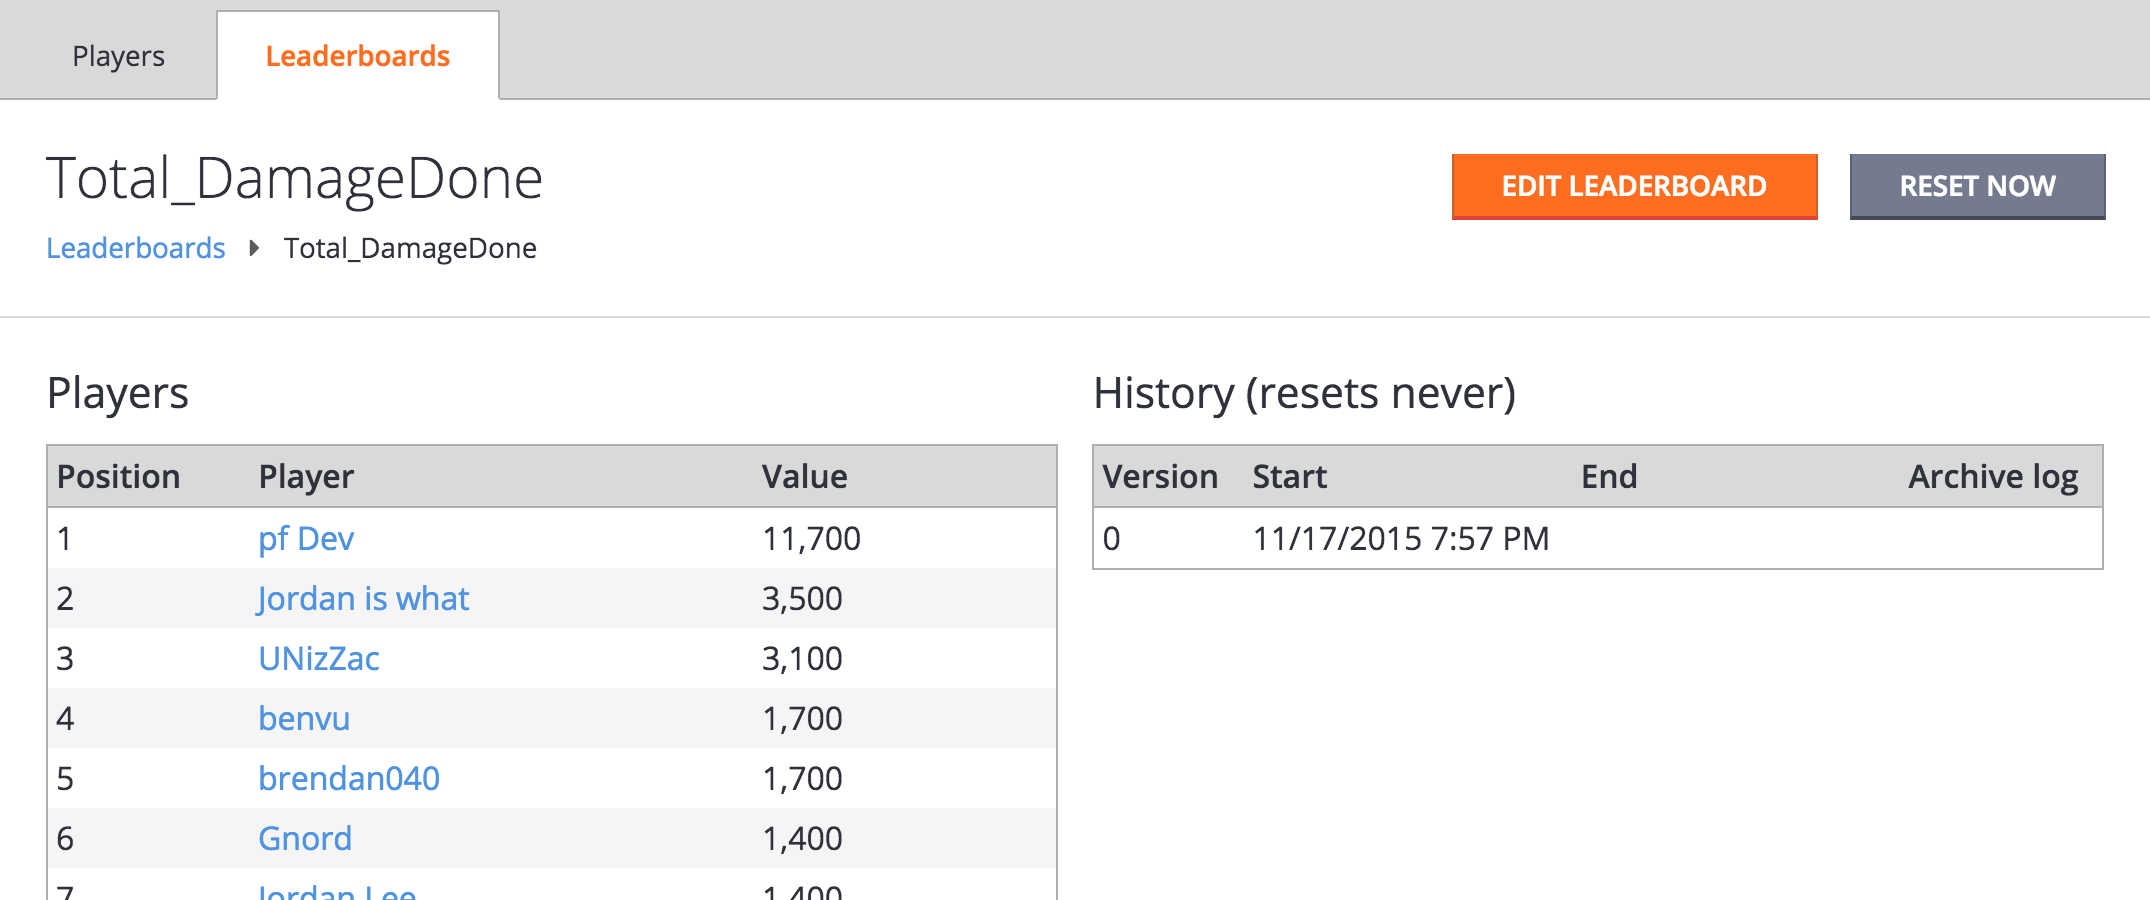 Players
Leaderboards
Total_DamageDone
EDIT LEADERBOARD
RESET NOW
Leaderboards
Total_DamageDone
Players
Position Player Value
1 pf Dev 11,700
2 Jordan is what 3,500
3 UNizZac 3,100
4 benvu 1,700
5 brendan040 1,700
6 Gnord 1,400
7 Jordan Lee 1,400
History (resets never)
Version Start End Archive log
0 11/17/2015 7:57 PM